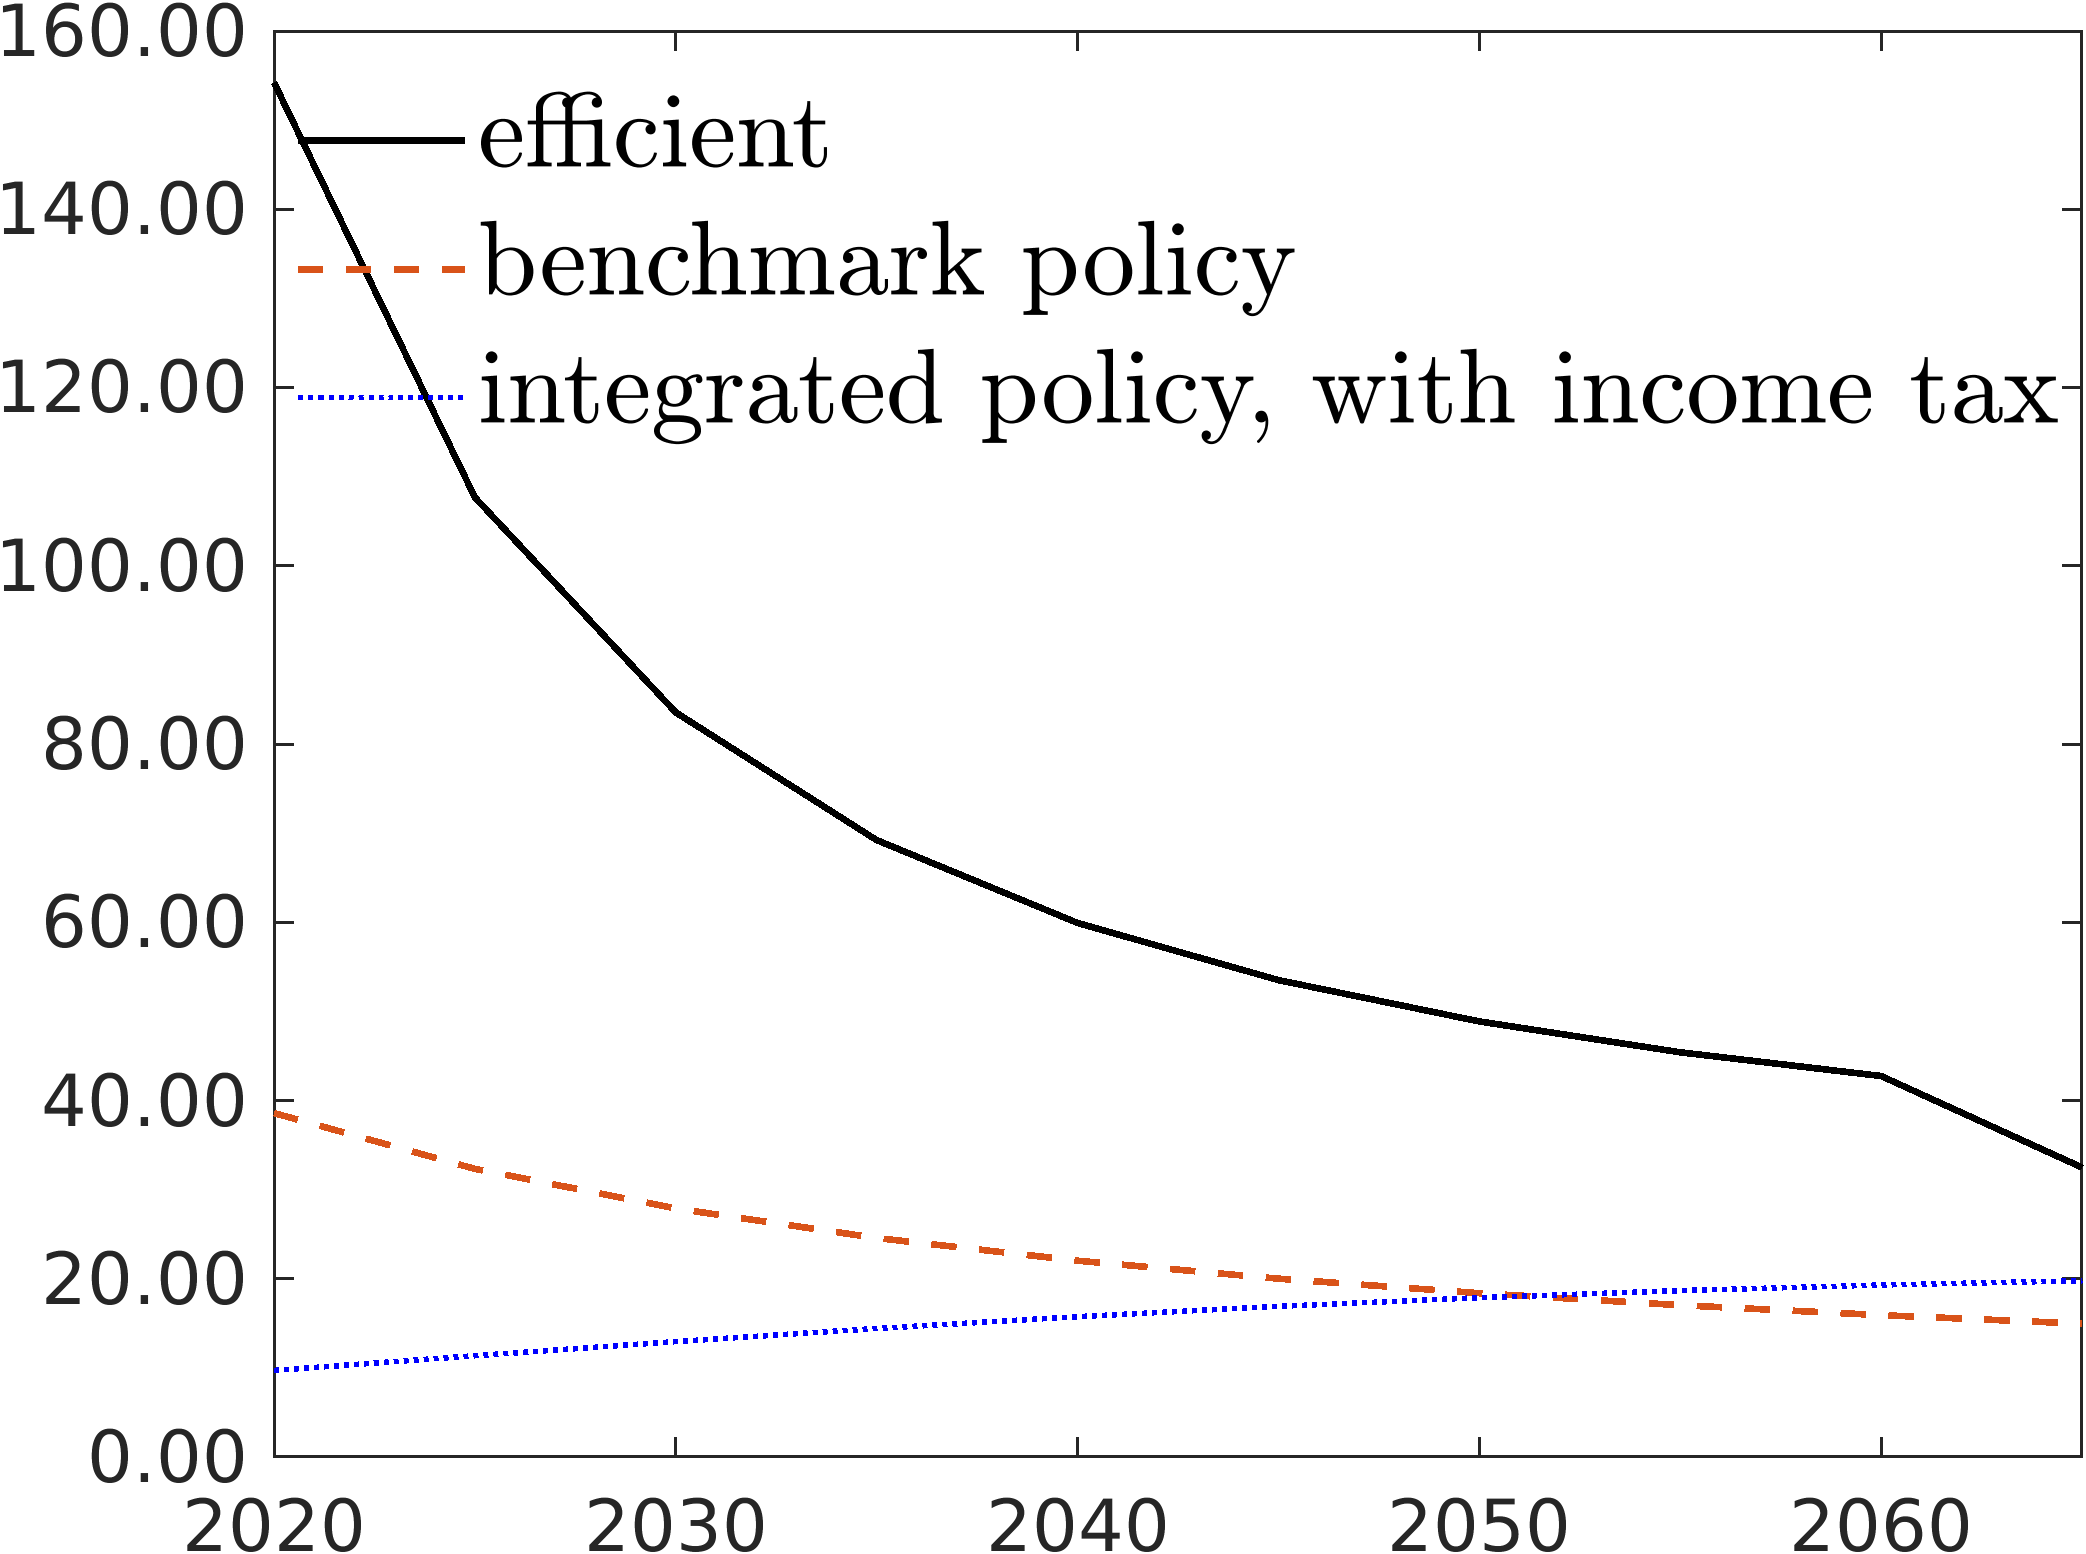 160.00
efficient
140.00
benchmark policy
120.00
integrated policy, with income tax
100.00
80.00
60.00
40.00
20.00
0.00
2020 2030 2040 2050 2060